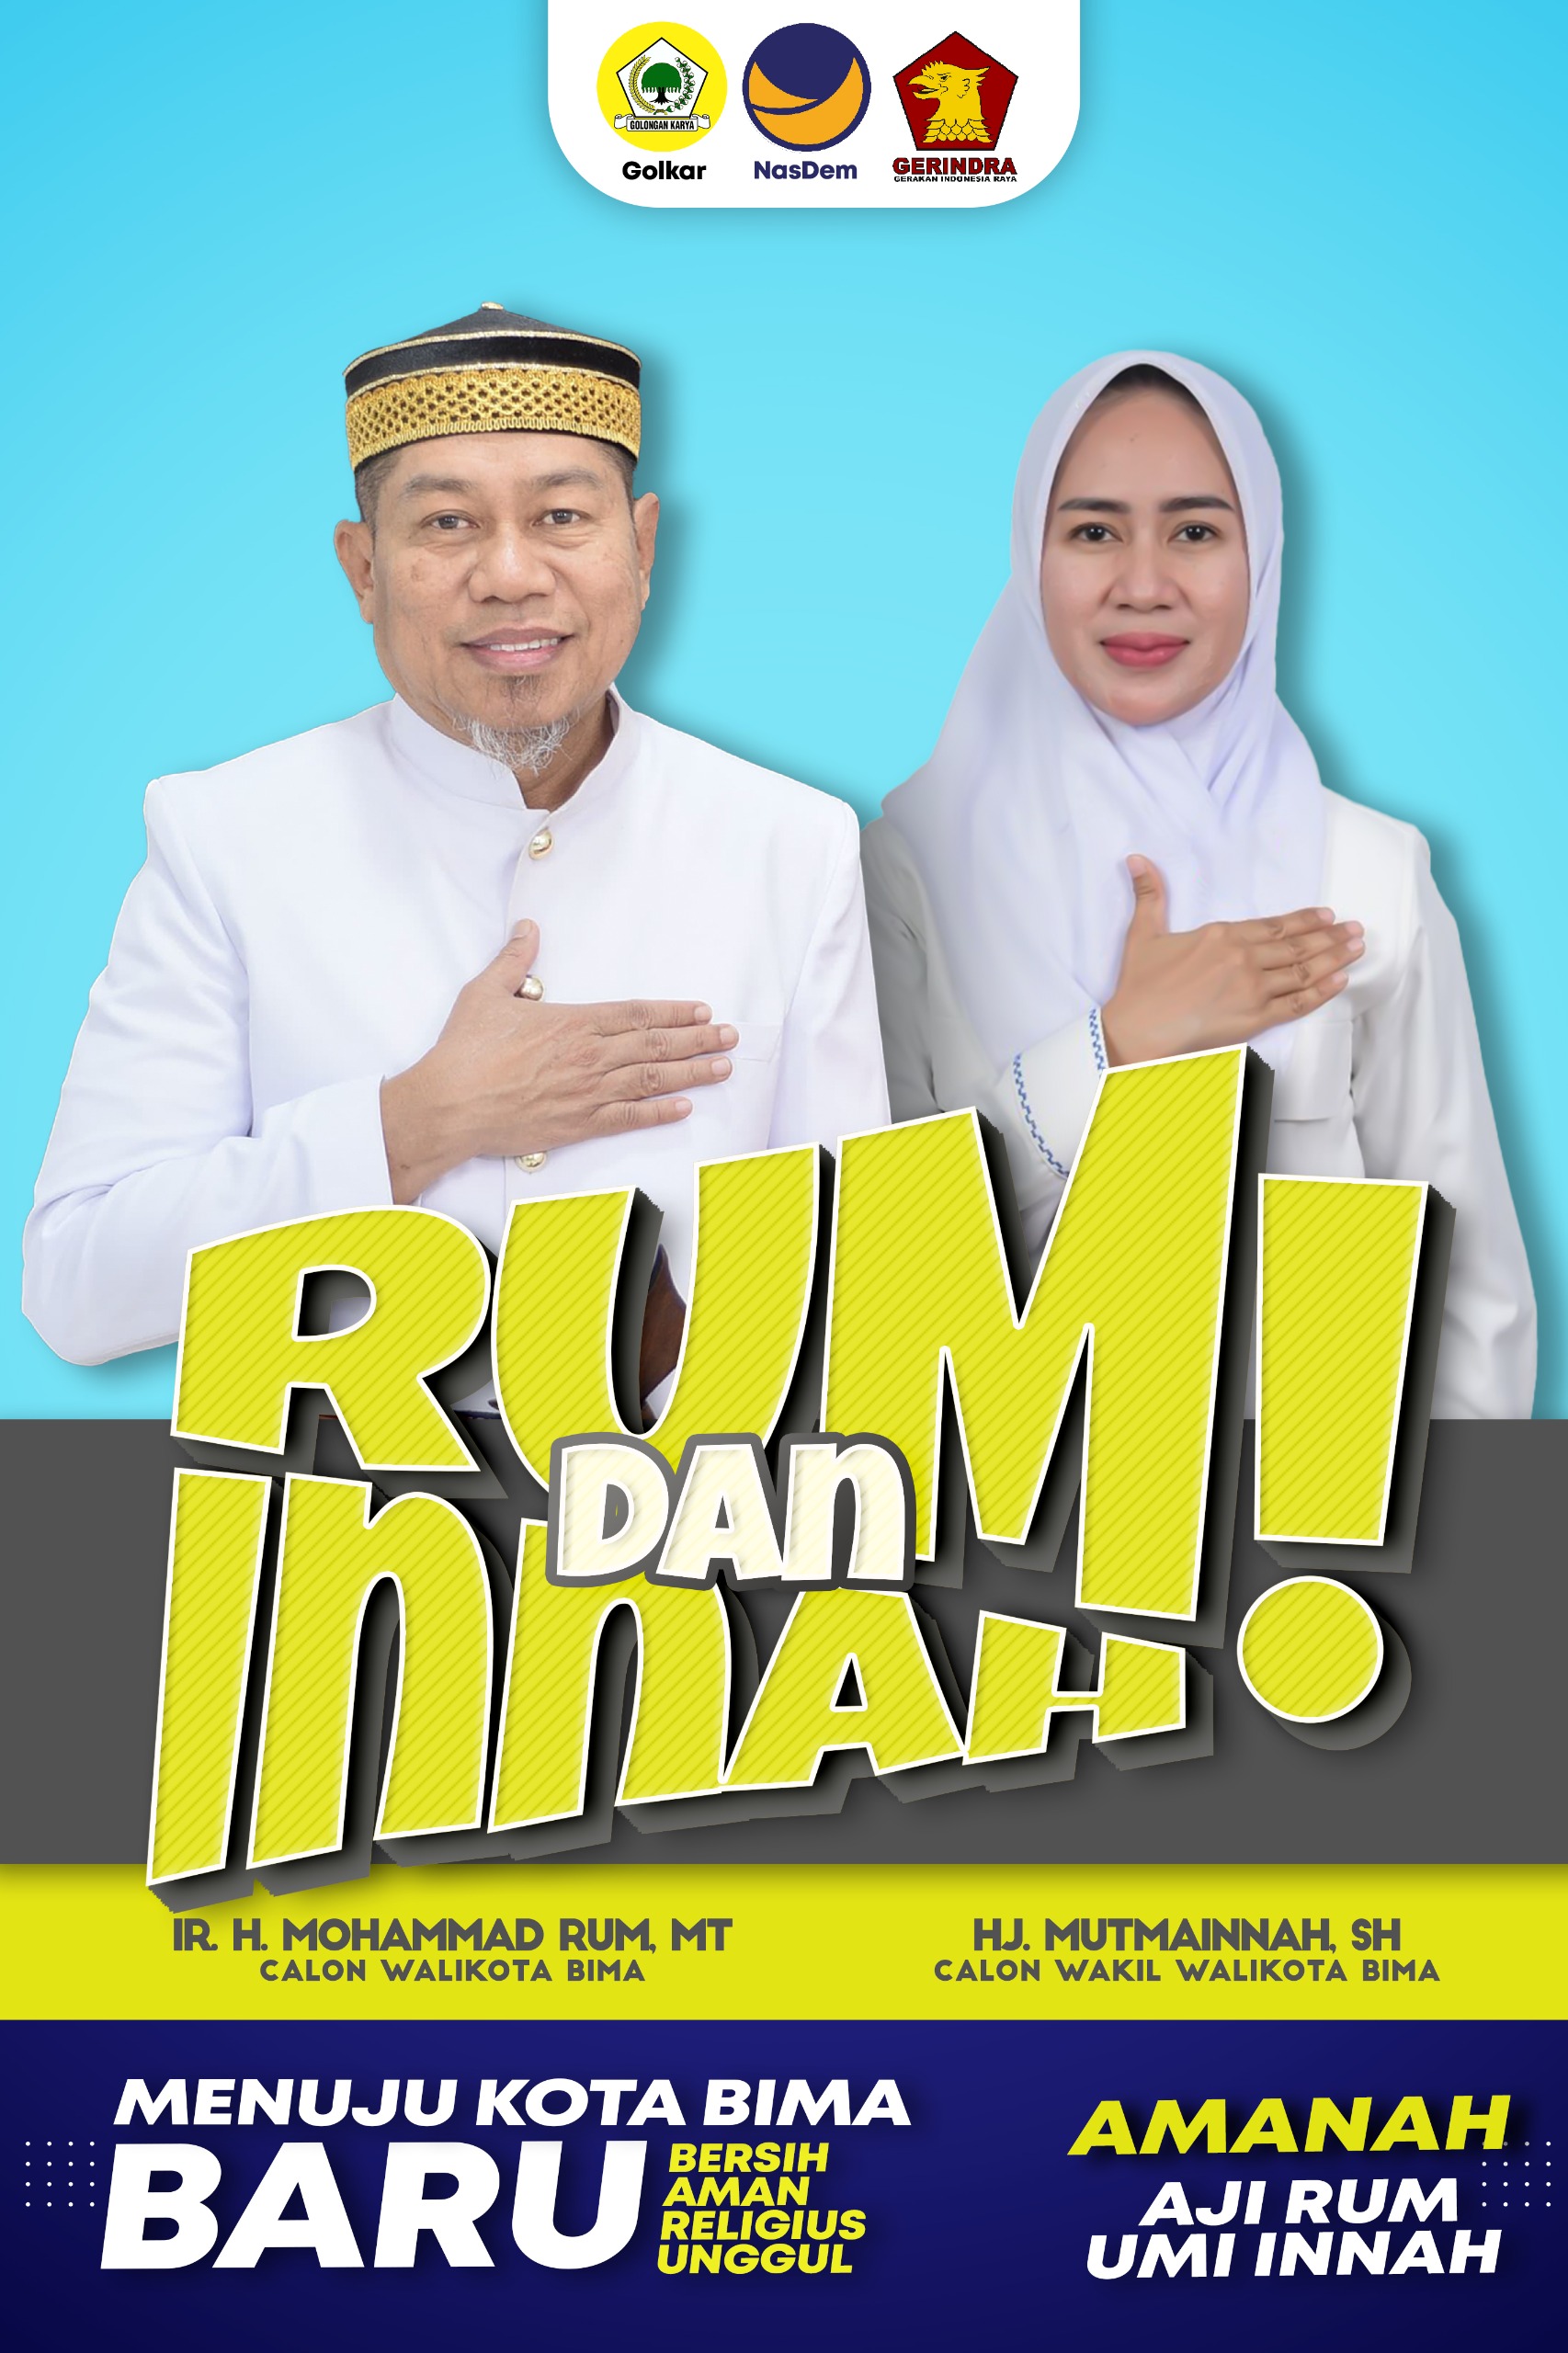 GOLONGAN KARYA
Golkar
NasDem
GERINDRA
GERAKAN INDONESIA RAYA
RUM!
DAN
INNAH
IR. H. MOHAMMAD RUM, MT
CALON WALIKOTA BIMA
HJ. MUTMAINNAH, SH
CALON WAKIL WALIKOTA BIMA
MENUJU KOTA BIMA
BARU
BERSIH
AMAN
RELIGIUS
UNGGUL
AMANAH
AJI RUM
UMI INNAH